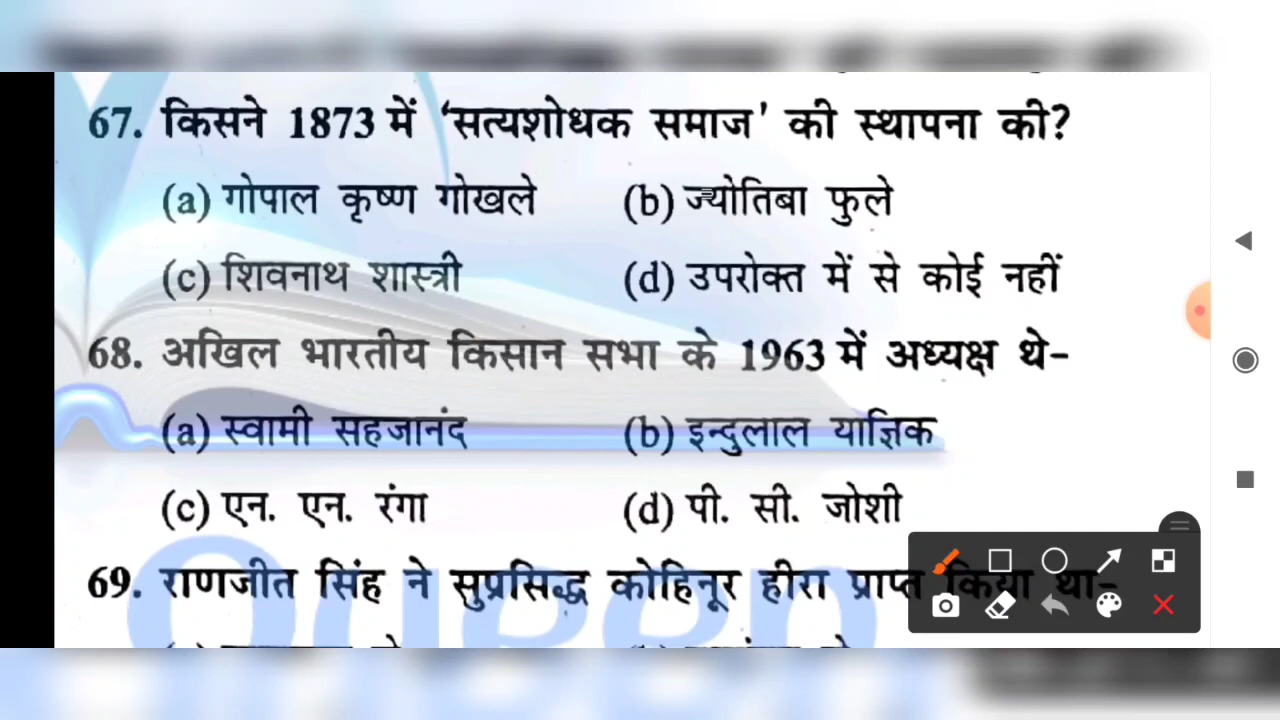 67. किसने 1873 में ‘सत्यशोधक समाज’ की स्थापना की?
(a) गोपाल कृष्ण गोखले (b) ज्योतिबा फुले
(c) शिवनाथ शास्त्री (d) उपरोक्त में से कोई नहीं
68. अखिल भारतीय किसान सभा के 1963 में अध्यक्ष थे-
(a) स्वामी सहजानंद (b) इन्दुलाल याज्ञिक
(c) एन. एन. रंगा (d) पी. सी. जोशी
69. राणजीत सिंह ने सुप्रसिद्ध कोहिनूर हीरा प्राप्त किया था-